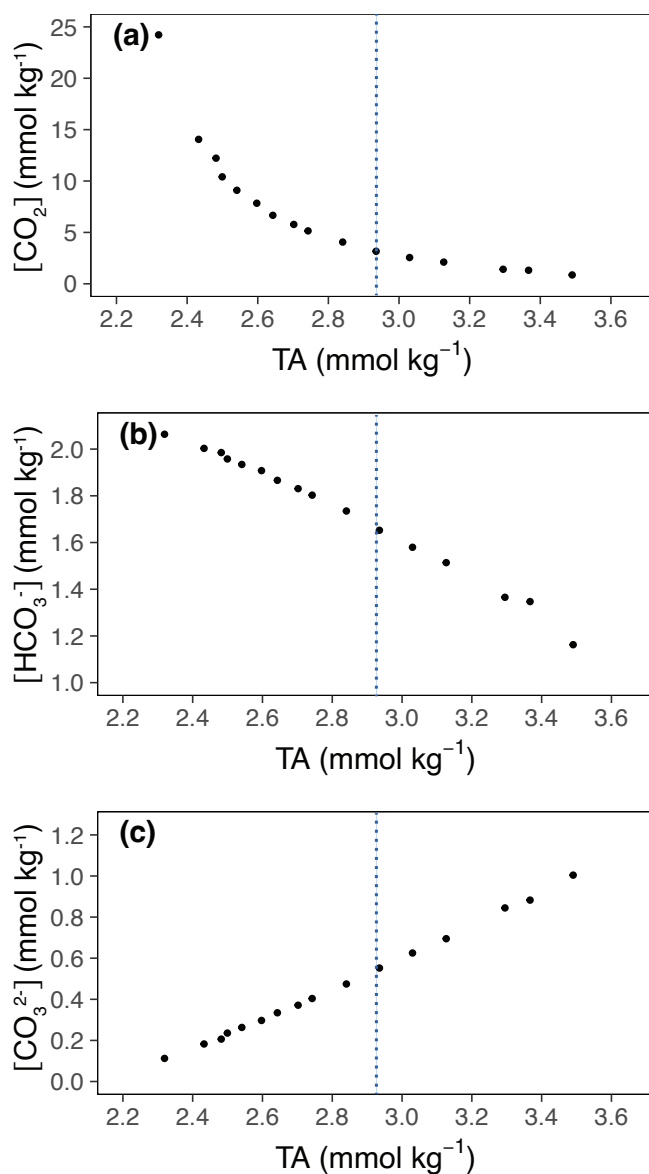 (a)
25
20
15
10
5
0
[CO₂] (mmol kg⁻¹)
2.2 2.4 2.6 2.8 3.0 3.2 3.4 3.6
TA (mmol kg⁻¹)
(b)
2.0
1.8
1.6
1.4
1.2
1.0
[HCO₃⁻] (mmol kg⁻¹)
2.2 2.4 2.6 2.8 3.0 3.2 3.4 3.6
TA (mmol kg⁻¹)
(c)
1.2
1.0
0.8
0.6
0.4
0.2
0.0
[CO₃²⁻] (mmol kg⁻¹)
2.2 2.4 2.6 2.8 3.0 3.2 3.4 3.6
TA (mmol kg⁻¹)